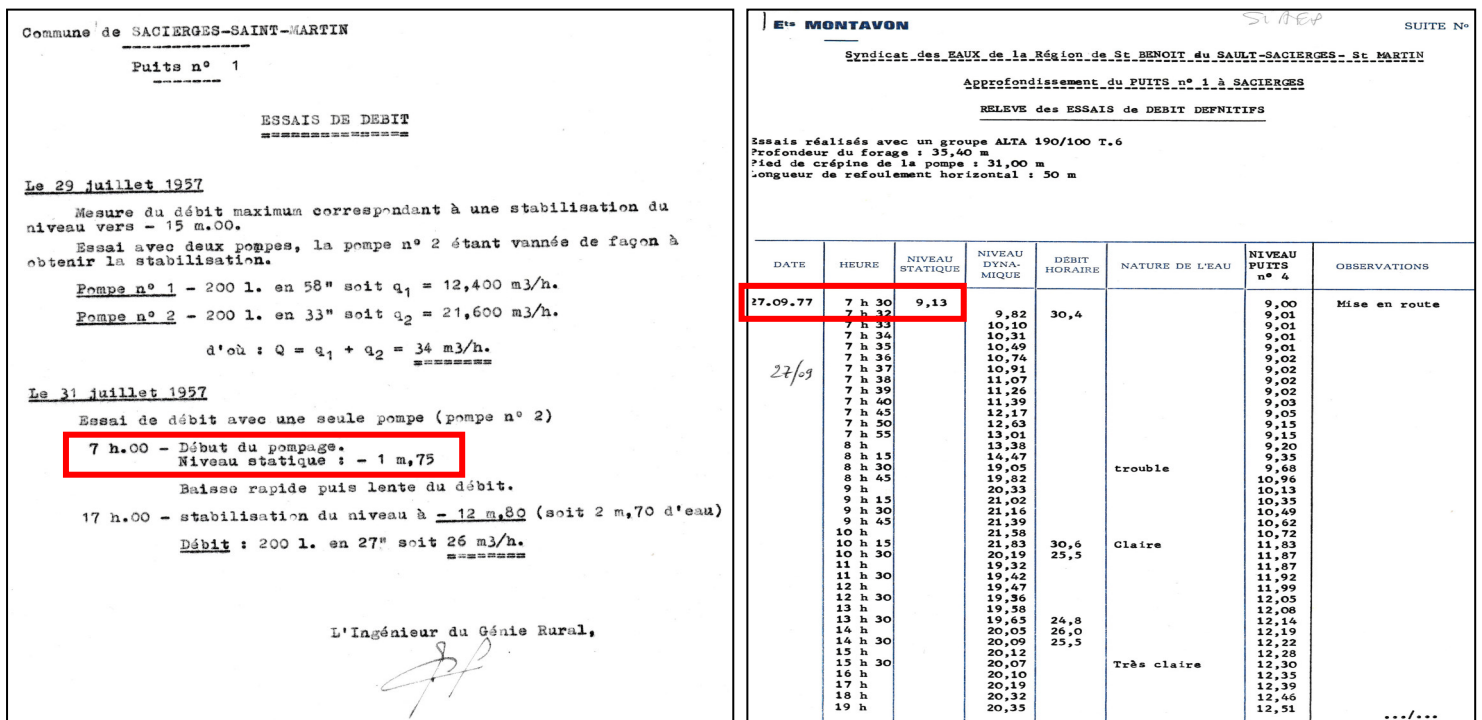 Commune de SACIERGES-SAINT-MARTIN
Puits nº 1
ESSAIS DE DEBIT
Le 29 juillet 1957
Mesure du débit maximum correspondant à une stabilisation du
niveau vers - 15 m.00.
Essai avec deux pompes, la pompe nº 2 étant vannée de façon à
obtenir la stabilisation.
Pompe nº 1 - 200 l. en 58" soit q1 = 12,400 m3/h.
Pompe nº 2 - 200 l. en 33" soit q2 = 21,600 m3/h.
d'où : Q = q1 + q2 = 34 m3/h.
Le 31 juillet 1957
Essai de débit avec une seule pompe (pompe nº 2)
7 h.00 - Début du pompage.
Niveau statique : - 1 m,75
Baisse rapide puis lente du débit.
17 h.00 - stabilisation du niveau à - 12 m,80 (soit 2 m,70 d'eau)
Débit : 200 l. en 27" soit 26 m3/h.
L'Ingénieur du Génie Rural,
Ets MONTAVON SIAEP SUITE Nº
Syndicat des EAUX de la Région de St BENOIT du SAULT-SACIERGES- St MARTIN
Approfondissement du PUITS nº 1 à SACIERGES
RELEVE des ESSAIS de DEBIT DEFNITIFS
Essais réalisés avec un groupe ALTA 190/100 T.6
Profondeur du forage : 35,40 m
Pied de crépine de la pompe : 31,00 m
Longueur de refoulement horizontal : 50 m
DATE HEURE NIVEAU STATIQUE NIVEAU DYNA-MIQUE DÉBIT HORAIRE NATURE DE L'EAU NIVEAU PUITS nº 4 OBSERVATIONS
27.09.77 7 h 30 9,13 9,00 Mise en route
7 h 32 9,82 30,4 9,01
7 h 33 10,10 9,01
7 h 34 10,31 9,01
7 h 35 10,49 9,01
7 h 36 10,74 9,02
27/09 7 h 37 10,91 9,02
7 h 38 11,07 9,02
7 h 39 11,26 9,02
7 h 40 11,39 9,03
7 h 45 12,17 9,05
7 h 50 12,63 9,15
7 h 55 13,01 9,15
8 h 13,38 9,20
8 h 15 14,47 9,35
8 h 30 19,05 trouble 9,68
8 h 45 19,82 10,96
9 h 20,33 10,13
9 h 15 21,02 10,35
9 h 30 21,16 10,49
9 h 45 21,39 10,62
10 h 21,58 10,72
10 h 15 21,83 30,6 Claire 11,83
10 h 30 20,19 25,5 11,87
11 h 19,32 11,87
11 h 30 19,42 11,92
12 h 19,47 11,99
12 h 30 19,36 12,05
13 h 19,58 12,08
13 h 30 19,65 24,8 12,14
14 h 20,05 26,0 12,19
14 h 30 20,09 25,5 12,22
15 h 20,12 12,28
15 h 30 20,07 Très claire 12,30
16 h 20,10 12,35
17 h 20,19 12,39
18 h 20,32 12,46
19 h 20,35 12,51
.../...